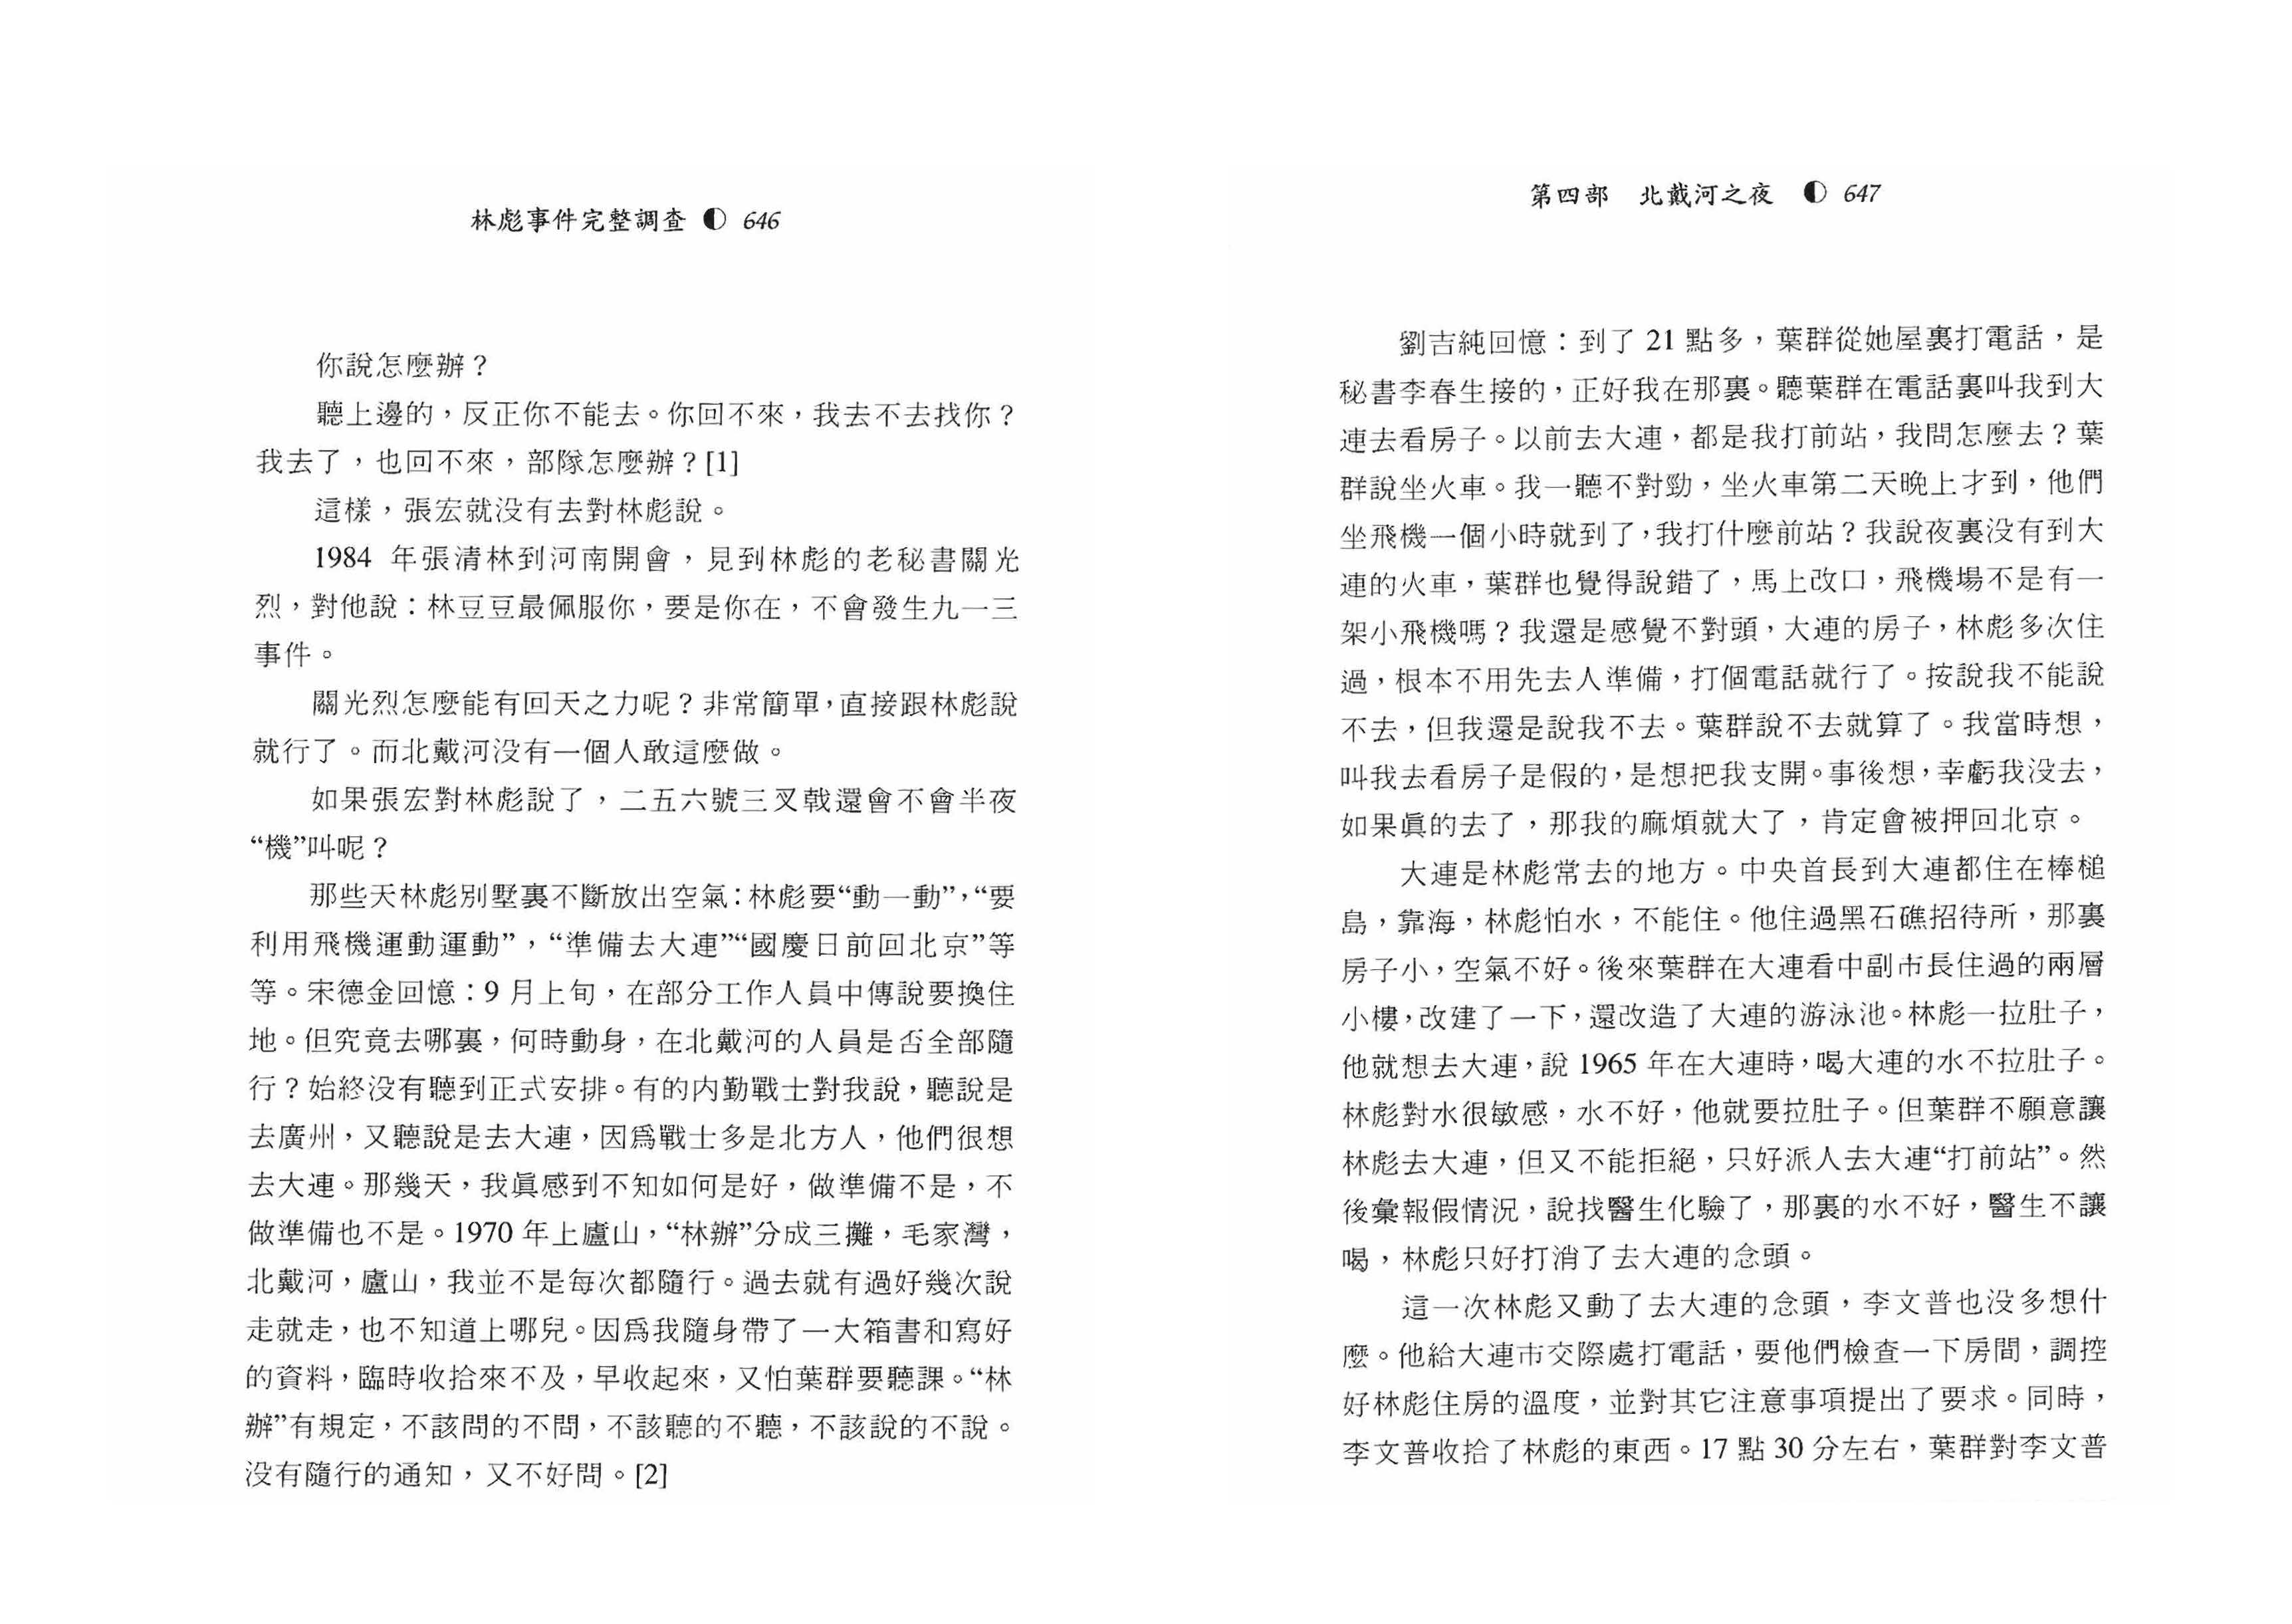 林彪事件完整調查 ◐ 646
你說怎麼辦？
聽上邊的，反正你不能去。你回不來，我去不去找你？
我去了，也回不來，部隊怎麼辦？[1]
這樣，張宏就没有去對林彪說。
1984 年張清林到河南開會，見到林彪的老秘書關光
烈，對他說：林豆豆最佩服你，要是你在，不會發生九一三
事件。
關光烈怎麼能有回天之力呢？非常簡單，直接跟林彪說
就行了。而北戴河没有一個人敢這麼做。
如果張宏對林彪說了，二五六號三叉戟還會不會半夜
“機”叫呢？
那些天林彪別墅裏不斷放出空氣：林彪要“動一動”，“要
利用飛機運動運動”，“準備去大連”“國慶日前回北京”等
等。宋德金回憶：9 月上旬，在部分工作人員中傳說要換住
地。但究竟去哪裏，何時動身，在北戴河的人員是否全部隨
行？始終没有聽到正式安排。有的内勤戰士對我說，聽說是
去廣州，又聽說是去大連，因爲戰士多是北方人，他們很想
去大連。那幾天，我眞感到不知如何是好，做準備不是，不
做準備也不是。1970 年上廬山，“林辦”分成三攤，毛家灣，
北戴河，廬山，我並不是每次都隨行。過去就有過好幾次說
走就走，也不知道上哪兒。因爲我隨身帶了一大箱書和寫好
的資料，臨時收拾來不及，早收起來，又怕葉群要聽課。“林
辦”有規定，不該問的不問，不該聽的不聽，不該說的不說。
没有隨行的通知，又不好問。[2]
第四部　北戴河之夜 ◐ 647
劉吉純回憶：到了 21 點多，葉群從她屋裏打電話，是
秘書李春生接的，正好我在那裏。聽葉群在電話裏叫我到大
連去看房子。以前去大連，都是我打前站，我問怎麼去？葉
群說坐火車。我一聽不對勁，坐火車第二天晚上才到，他們
坐飛機一個小時就到了，我打什麼前站？我說夜裏没有到大
連的火車，葉群也覺得說錯了，馬上改口，飛機場不是有一
架小飛機嗎？我還是感覺不對頭，大連的房子，林彪多次住
過，根本不用先去人準備，打個電話就行了。按說我不能說
不去，但我還是說我不去。葉群說不去就算了。我當時想，
叫我去看房子是假的，是想把我支開。事後想，幸虧我没去，
如果眞的去了，那我的麻煩就大了，肯定會被押回北京。
大連是林彪常去的地方。中央首長到大連都住在棒槌
島，靠海，林彪怕水，不能住。他住過黑石礁招待所，那裏
房子小，空氣不好。後來葉群在大連看中副市長住過的兩層
小樓，改建了一下，還改造了大連的游泳池。林彪一拉肚子，
他就想去大連，說 1965 年在大連時，喝大連的水不拉肚子。
林彪對水很敏感，水不好，他就要拉肚子。但葉群不願意讓
林彪去大連，但又不能拒絕，只好派人去大連“打前站”。然
後彙報假情況，說找醫生化驗了，那裏的水不好，醫生不讓
喝，林彪只好打消了去大連的念頭。
這一次林彪又動了去大連的念頭，李文普也没多想什
麼。他給大連市交際處打電話，要他們檢查一下房間，調控
好林彪住房的溫度，並對其它注意事項提出了要求。同時，
李文普收拾了林彪的東西。17 點 30 分左右，葉群對李文普